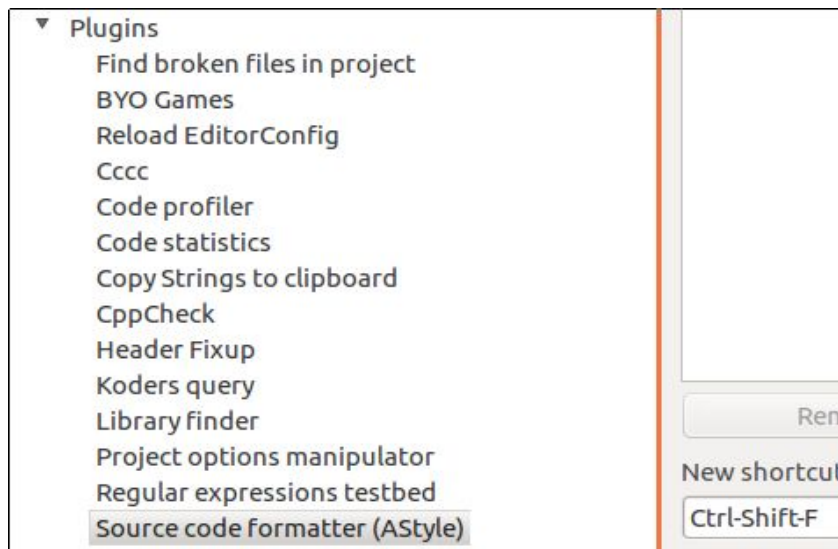 Plugins
Find broken files in project
BYO Games
Reload EditorConfig
Cccc
Code profiler
Code statistics
Copy Strings to clipboard
CppCheck
Header Fixup
Koders query
Library finder
Project options manipulator
Regular expressions testbed
Source code formatter (AStyle)
Rem
New shortcut
Ctrl-Shift-F